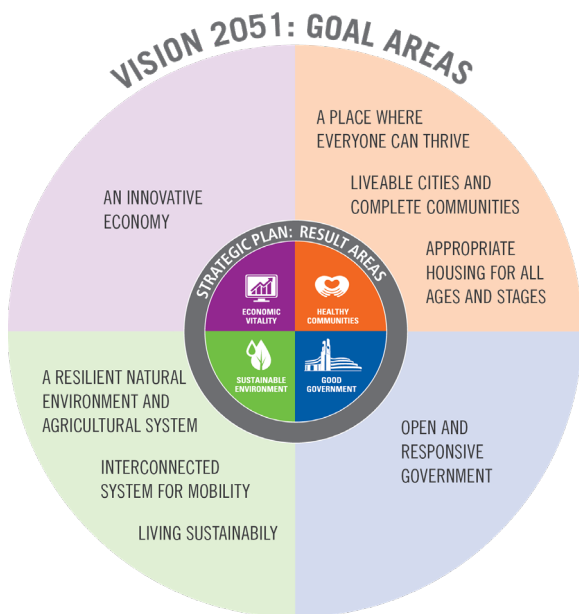 VISION 2051: GOAL AREAS
A PLACE WHERE
EVERYONE CAN THRIVE
LIVEABLE CITIES AND
COMPLETE COMMUNITIES
APPROPRIATE
HOUSING FOR ALL
AGES AND STAGES
AN INNOVATIVE
ECONOMY
STRATEGIC PLAN: RESULT AREAS
ECONOMIC
VITALITY
HEALTHY
COMMUNITIES
SUSTAINABLE
ENVIRONMENT
GOOD
GOVERNMENT
A RESILIENT NATURAL
ENVIRONMENT AND
AGRICULTURAL SYSTEM
INTERCONNECTED
SYSTEM FOR MOBILITY
LIVING SUSTAINABILY
OPEN AND
RESPONSIVE
GOVERNMENT